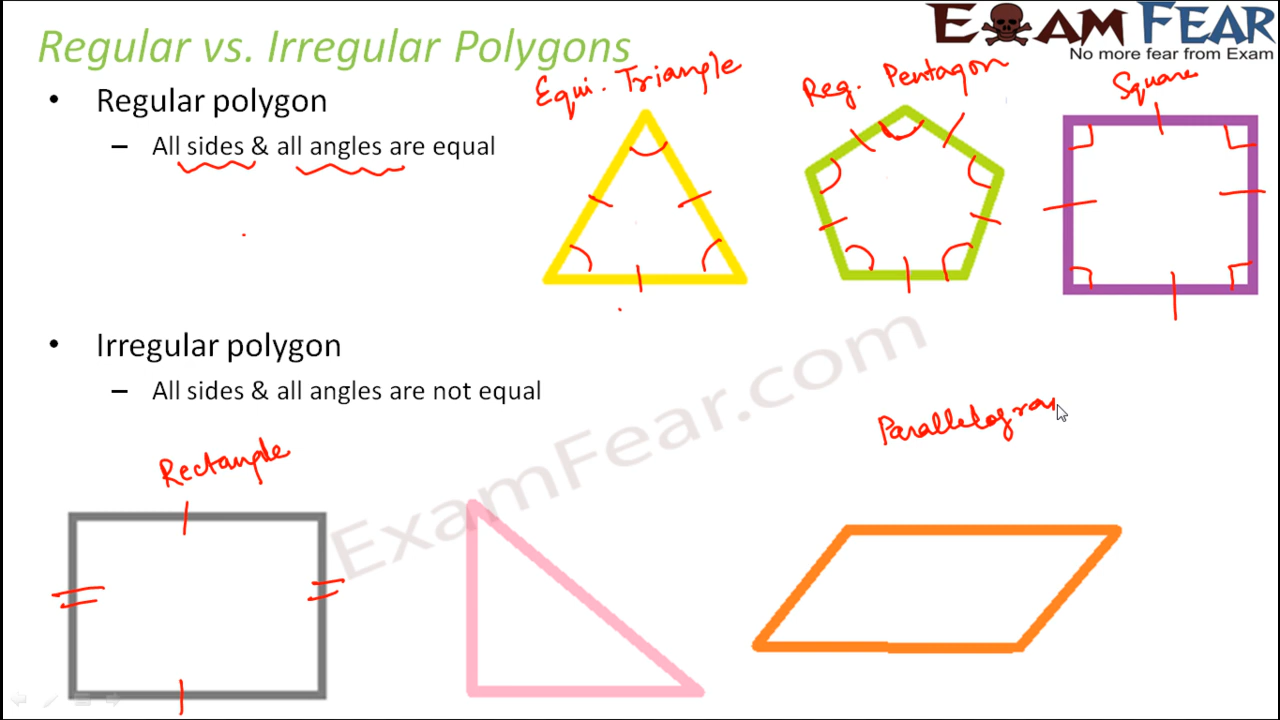 Regular vs. Irregular Polygons
EXAM FEAR
No more fear from Exam
• Regular polygon
– All sides & all angles are equal
Equi. Triangle
Reg. Pentagon
Square
• Irregular polygon
– All sides & all angles are not equal
Rectangle
Parallelogram
ExamFear.com